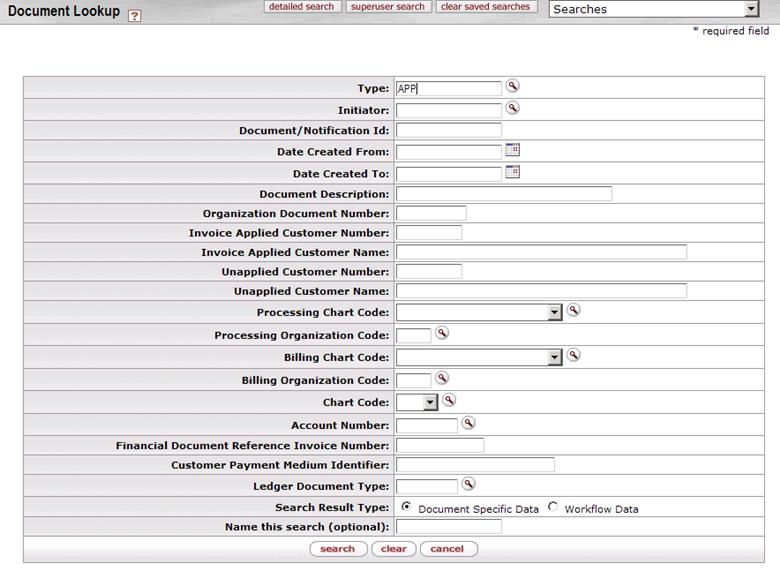 Document Lookup ? detailed search superuser search clear saved searches Searches
* required field
Type: APP
Initiator:
Document/Notification Id:
Date Created From:
Date Created To:
Document Description:
Organization Document Number:
Invoice Applied Customer Number:
Invoice Applied Customer Name:
Unapplied Customer Number:
Unapplied Customer Name:
Processing Chart Code:
Processing Organization Code:
Billing Chart Code:
Billing Organization Code:
Chart Code:
Account Number:
Financial Document Reference Invoice Number:
Customer Payment Medium Identifier:
Ledger Document Type:
Search Result Type: Document Specific Data Workflow Data
Name this search (optional):
search clear cancel